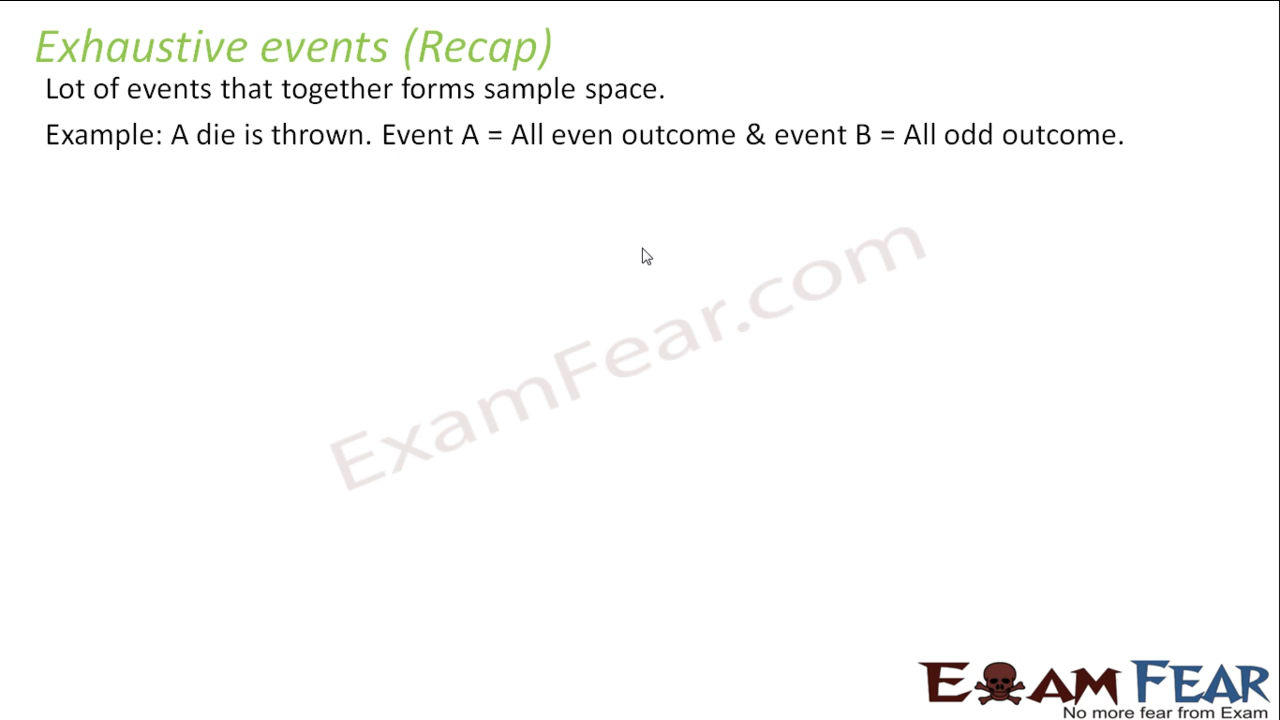 Exhaustive events (Recap)
Lot of events that together forms sample space.
Example: A die is thrown. Event A = All even outcome & event B = All odd outcome.
ExamFear.com
EXAM FEAR
No more fear from Exam